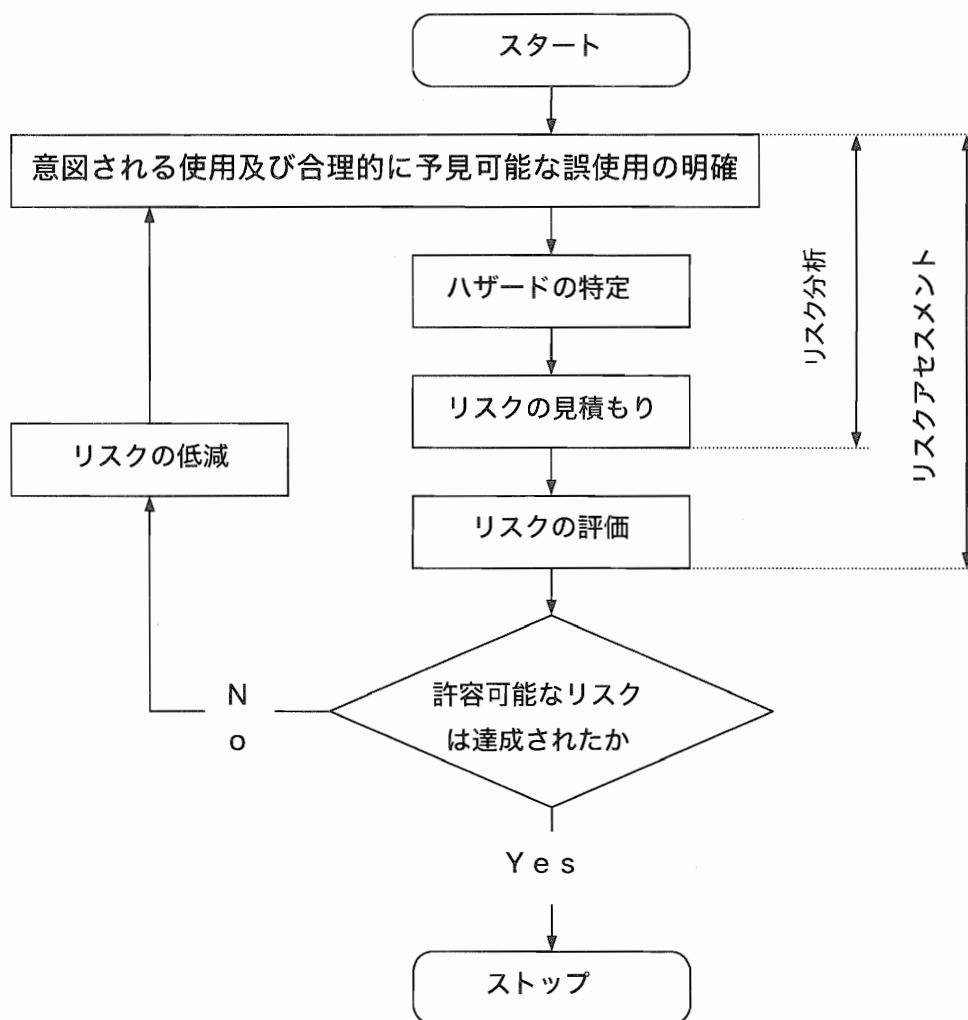 スタート
意図される使用及び合理的に予見可能な誤使用の明確
ハザードの特定
リスク分析
リスクアセスメント
リスクの見積もり
リスクの低減
リスクの評価
許容可能なリスク
は達成されたか
N
o
Yes
ストップ